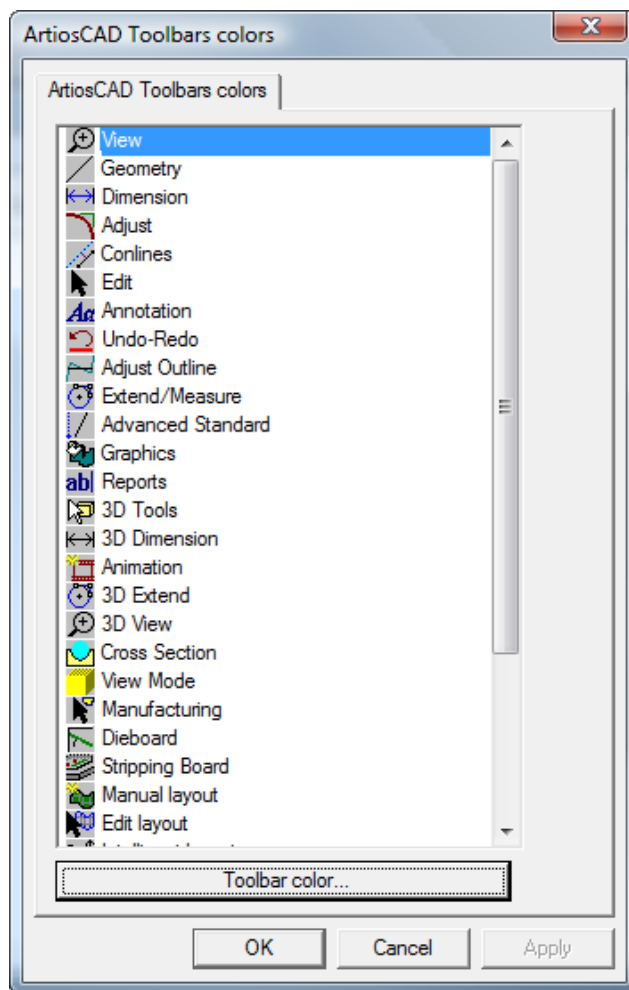 ArtiosCAD Toolbars colors
ArtiosCAD Toolbars colors
View
Geometry
Dimension
Adjust
Conlines
Edit
Aa Annotation
Undo-Redo
Adjust Outline
Extend/Measure
Advanced Standard
Graphics
ab Reports
3D Tools
3D Dimension
Animation
3D Extend
3D View
Cross Section
View Mode
Manufacturing
Dieboard
Stripping Board
Manual layout
Edit layout
Toolbar color...
OK Cancel Apply